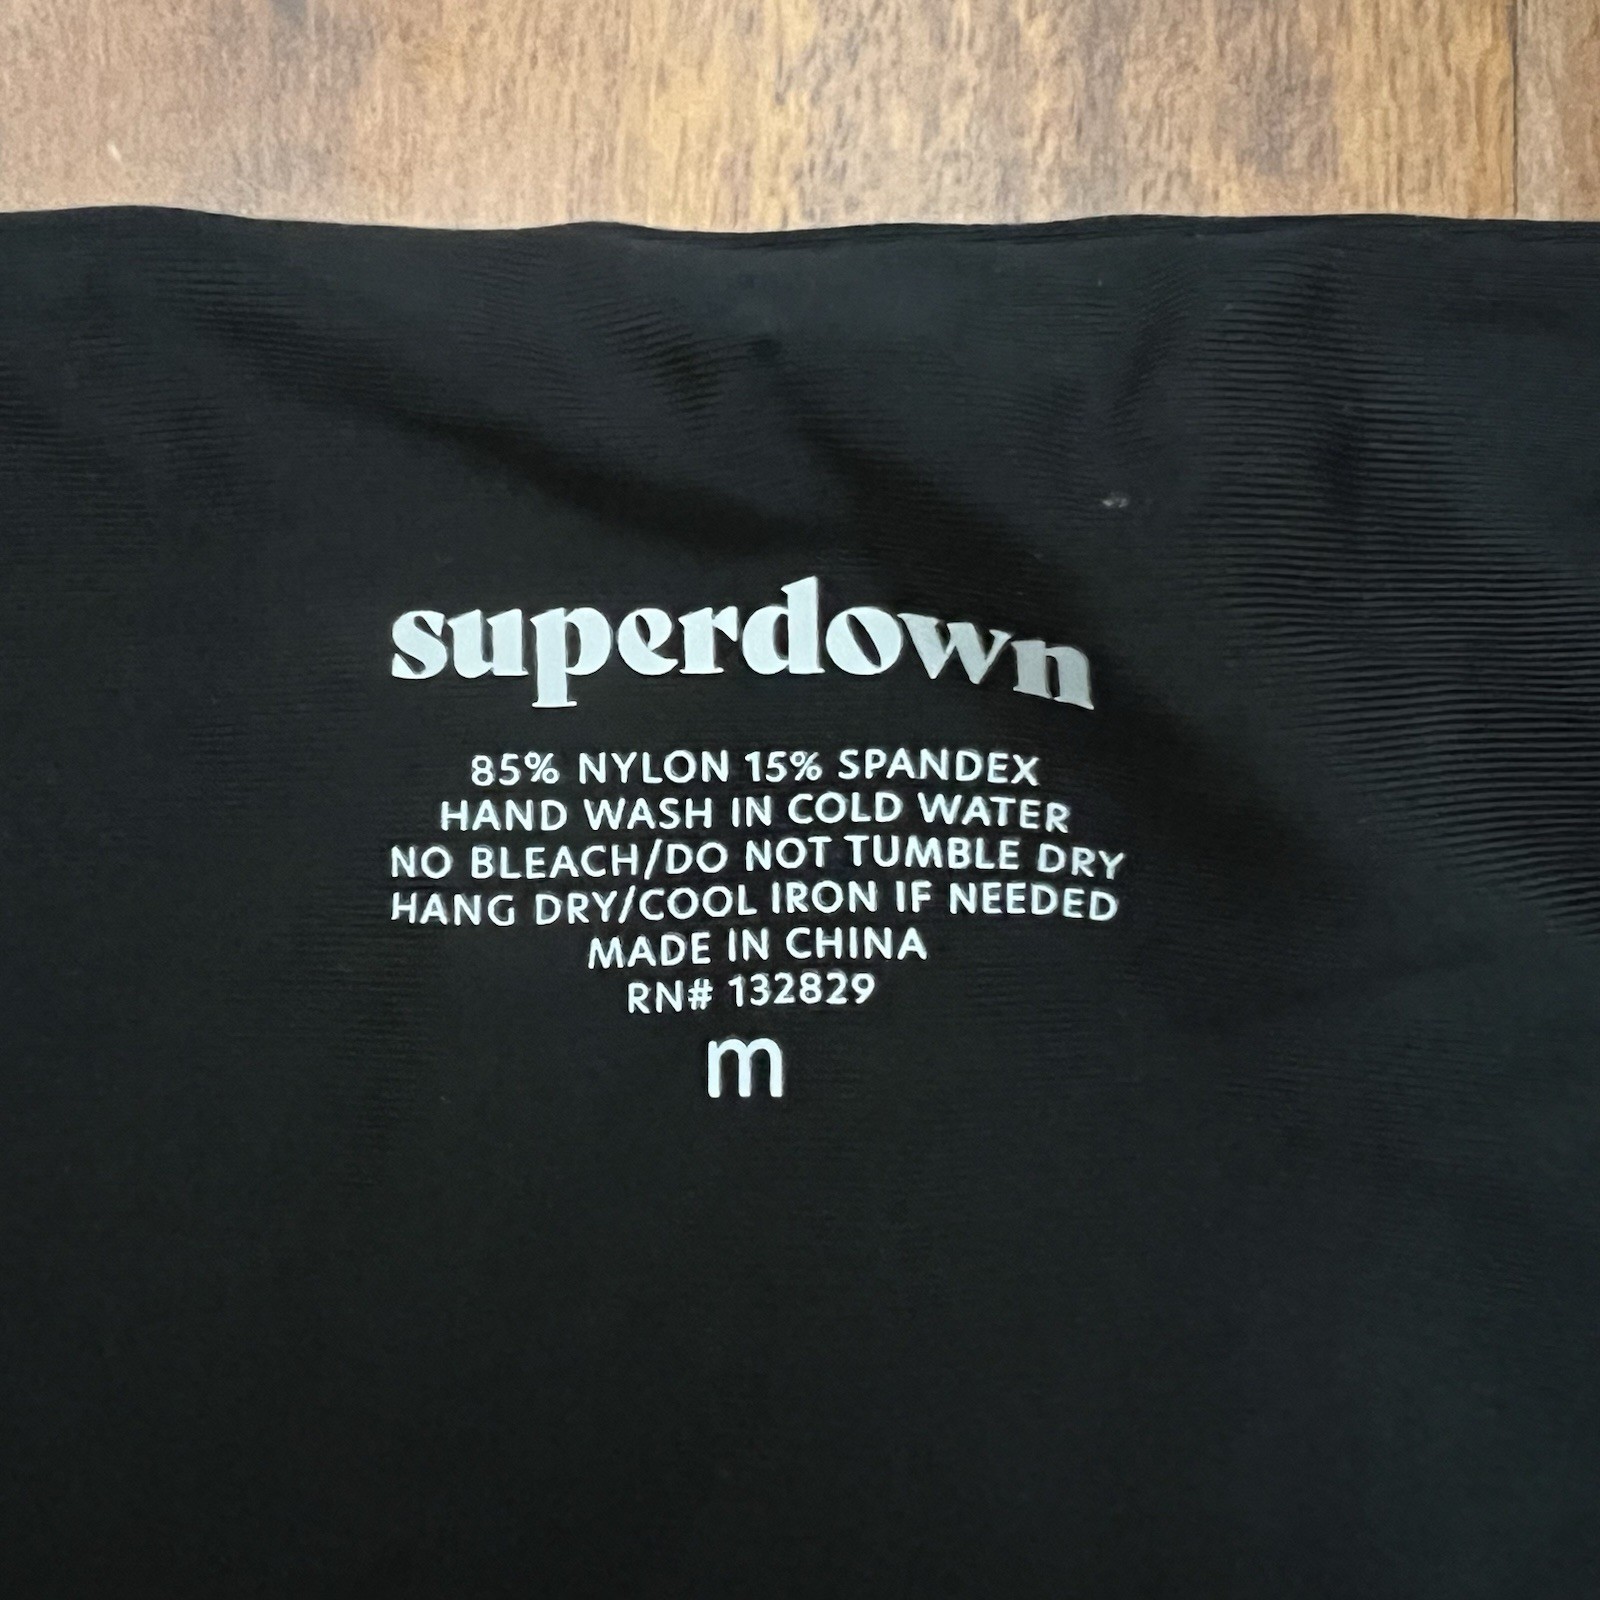 superdown
85% NYLON 15% SPANDEX
HAND WASH IN COLD WATER
NO BLEACH/DO NOT TUMBLE DRY
HANG DRY/COOL IRON IF NEEDED
MADE IN CHINA
RN# 132829
m